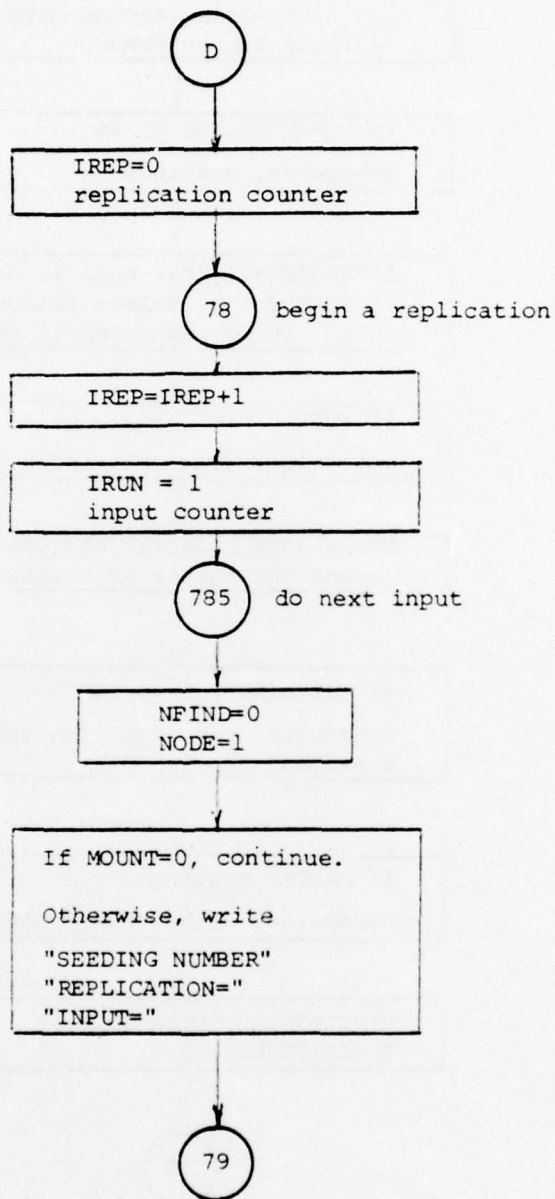 D
IREP=0
replication counter
78 begin a replication
IREP=IREP+1
IRUN = 1
input counter
785 do next input
NFIND=0
NODE=1
If MOUNT=0, continue.
Otherwise, write
"SEEDING NUMBER"
"REPLICATION="
"INPUT="
79